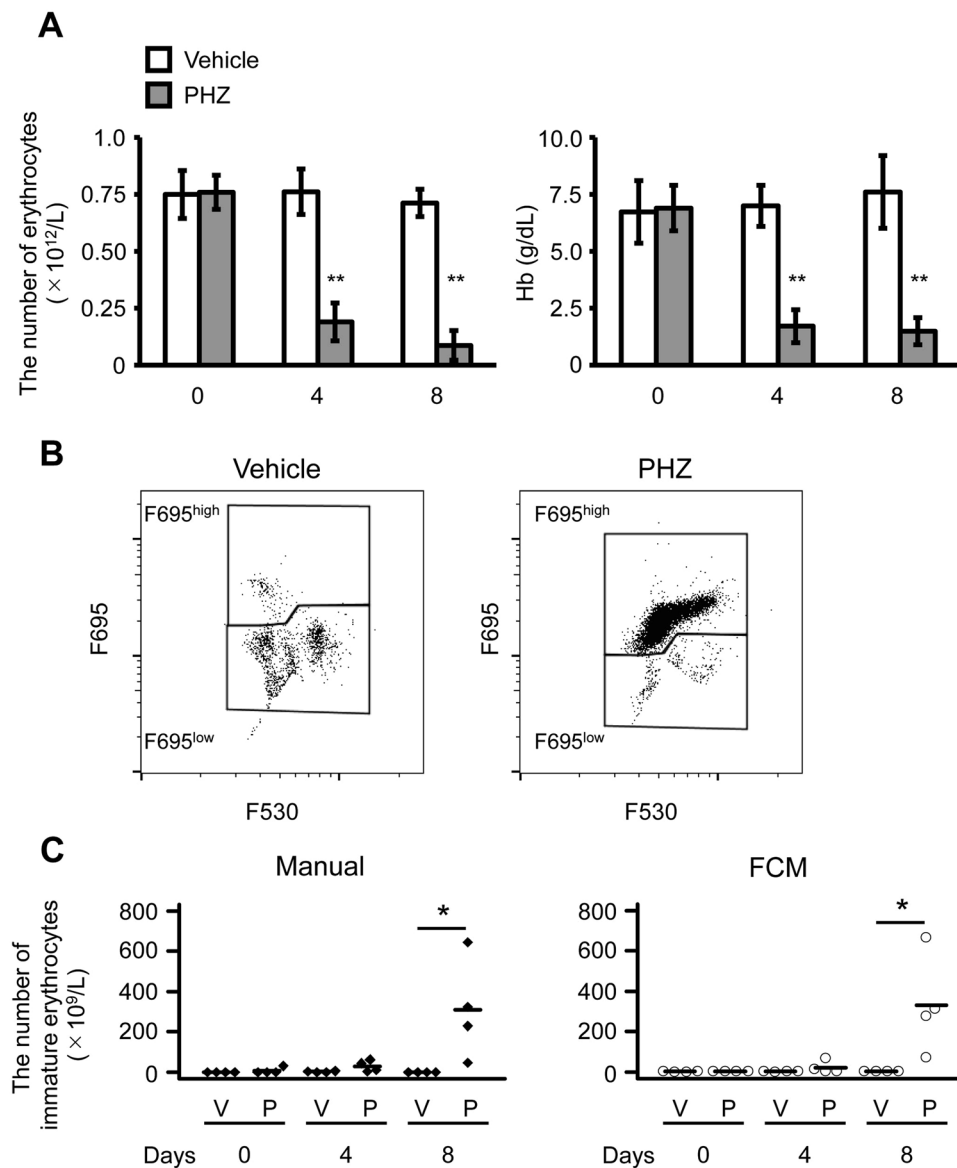 A
Vehicle
PHZ
The number of erythrocytes
(×10¹²/L)
1.0
0.75
0.50
0.25
0
0 4 8
** **
Hb (g/dL)
10.0
7.5
5.0
2.5
0
0 4 8
** **
B
Vehicle
F695high
F695low
F695
F530
PHZ
F695high
F695low
F695
F530
C
Manual
The number of
immature erythrocytes
(×10⁹/L)
800
600
400
200
0
*
V P V P V P
Days 0 4 8
FCM
800
600
400
200
0
*
V P V P V P
Days 0 4 8